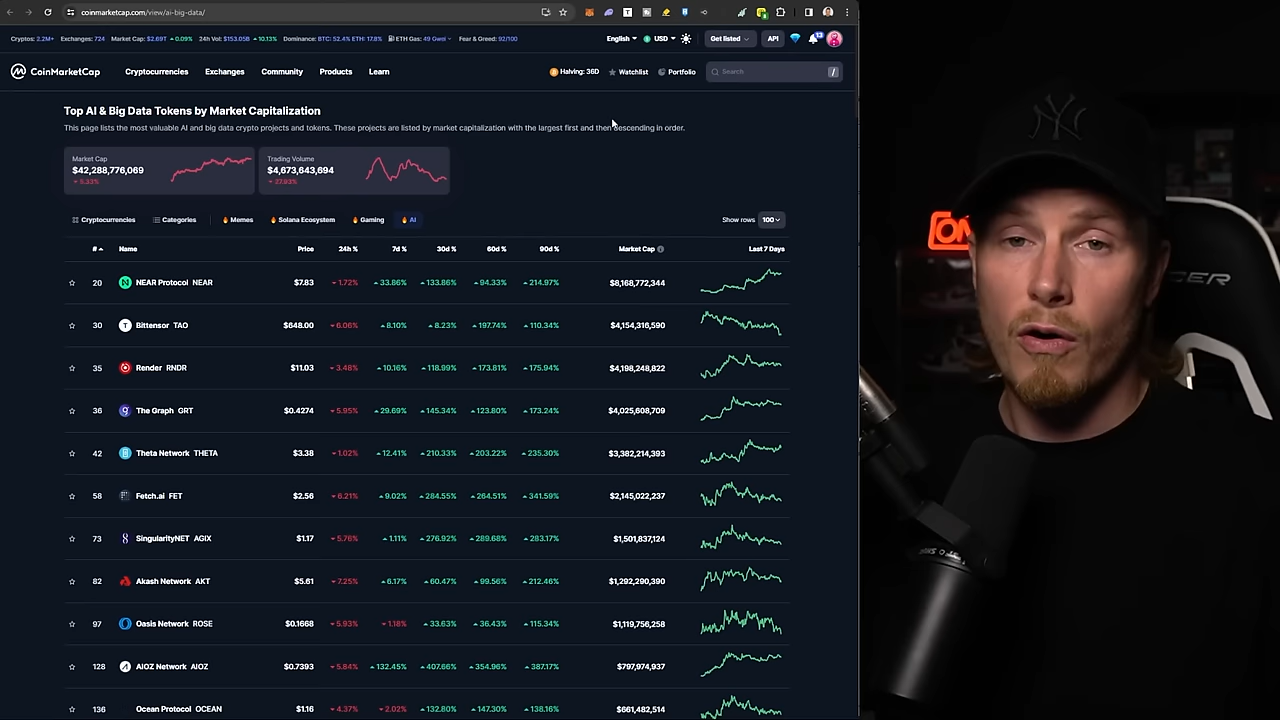 coinmarketcap.com/view/ai-big-data/
Cryptos: 2.2M+ Exchanges: 724 Market Cap: $2.69T 0.09% 24h Vol: $153.05B 10.13% Dominance: BTC: 52.4% ETH: 17.8% ETH Gas: 49 Gwei Fear & Greed: 92/100
English USD Get listed API 13
CoinMarketCap Cryptocurrencies Exchanges Community Products Learn Halving: 36D Watchlist Portfolio Search /
Top AI & Big Data Tokens by Market Capitalization
This page lists the most valuable AI and big data crypto projects and tokens. These projects are listed by market capitalization with the largest first and then descending in order.
Market Cap Trading Volume
$42,288,776,069 $4,673,643,694
5.33% 27.93%
Cryptocurrencies Categories Memes Solana Ecosystem Gaming AI Show rows 100
# Name Price 24h % 7d % 30d % 60d % 90d % Market Cap Last 7 Days
20 NEAR Protocol NEAR $7.83 1.72% 33.86% 133.86% 94.33% 214.97% $8,168,772,344
30 Bittensor TAO $648.00 6.06% 8.10% 8.23% 197.74% 110.34% $4,154,316,590
35 Render RNDR $11.03 3.48% 10.16% 118.99% 173.81% 175.94% $4,198,248,822
36 The Graph GRT $0.4274 5.95% 29.69% 145.34% 123.80% 173.24% $4,025,608,709
42 Theta Network THETA $3.38 1.02% 12.41% 210.33% 203.22% 235.30% $3,382,214,393
58 Fetch.ai FET $2.56 6.21% 9.02% 284.55% 264.51% 341.59% $2,145,022,237
73 SingularityNET AGIX $1.17 5.76% 1.11% 276.92% 289.68% 283.17% $1,501,837,124
82 Akash Network AKT $5.61 7.25% 6.17% 60.47% 99.56% 212.46% $1,292,290,390
97 Oasis Network ROSE $0.1668 5.93% 1.18% 33.63% 36.43% 115.34% $1,119,756,258
128 AIOZ Network AIOZ $0.7393 5.84% 132.45% 407.66% 354.96% 387.17% $797,974,937
136 Ocean Protocol OCEAN $1.16 4.37% 2.02% 132.80% 147.30% 138.16% $661,482,514
NY
ON
CER